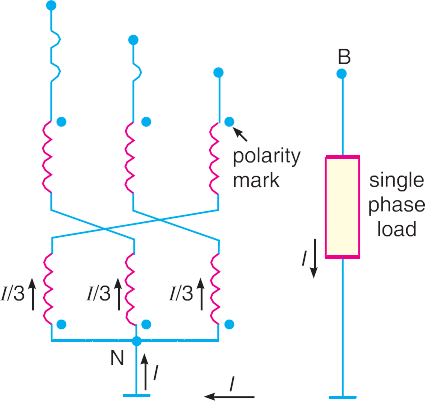 B
polarity
mark
single
phase
load
I
I/3
I/3
I/3
N
I
I